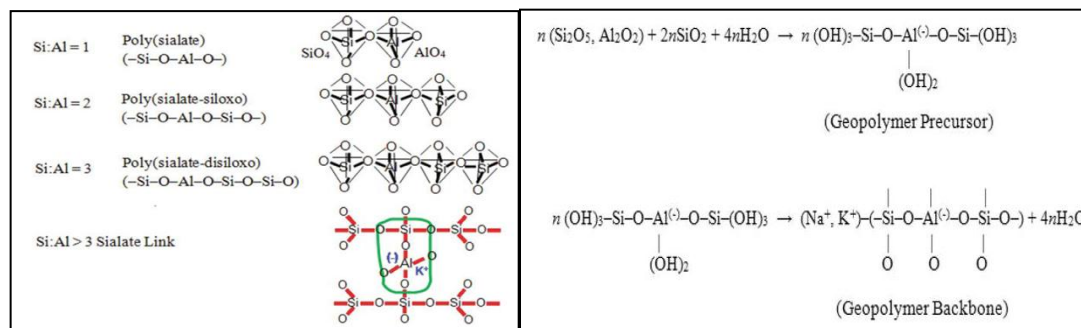 Si:Al = 1 Poly(sialate)
(–Si–O–Al–O–)
SiO4 AlO4
Si:Al = 2 Poly(sialate-siloxo)
(–Si–O–Al–O–Si–O–)
Si:Al = 3 Poly(sialate-disiloxo)
(–Si–O–Al–O–Si–O–Si–O)
Si:Al > 3 Sialate Link
(-) Al K+
n (Si2O5, Al2O2) + 2nSiO2 + 4nH2O → n (OH)3–Si–O–Al(-)–O–Si–(OH)3
(OH)2
(Geopolymer Precursor)
n (OH)3–Si–O–Al(-)–O–Si(OH)3 → (Na+, K+)–(–Si–O–Al(-)–O–Si–O–) + 4nH2O
(OH)2 O O O
(Geopolymer Backbone)